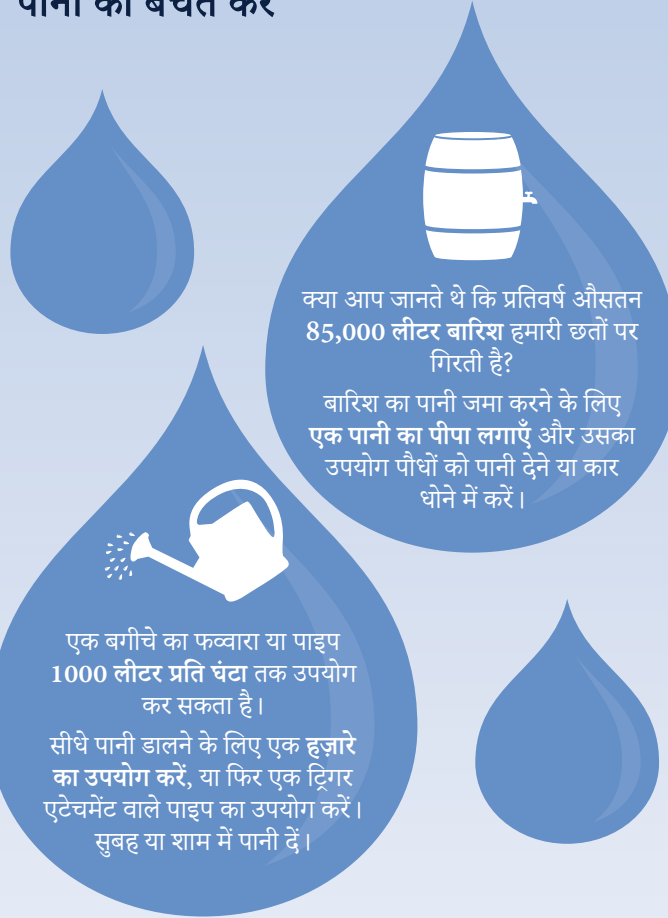 पानी की बचत करें
क्या आप जानते थे कि प्रतिवर्ष औसतन
85,000 लीटर बारिश हमारी छतों पर
गिरती है?
बारिश का पानी जमा करने के लिए
एक पानी का पीपा लगाएँ और उसका
उपयोग पौधों को पानी देने या कार
धोने में करें।
एक बगीचे का फव्वारा या पाइप
1000 लीटर प्रति घंटा तक उपयोग
कर सकता है।
सीधे पानी डालने के लिए एक हज़ारे
का उपयोग करें, या फिर एक ट्रिगर
एटेचमेंट वाले पाइप का उपयोग करें।
सुबह या शाम में पानी दें।